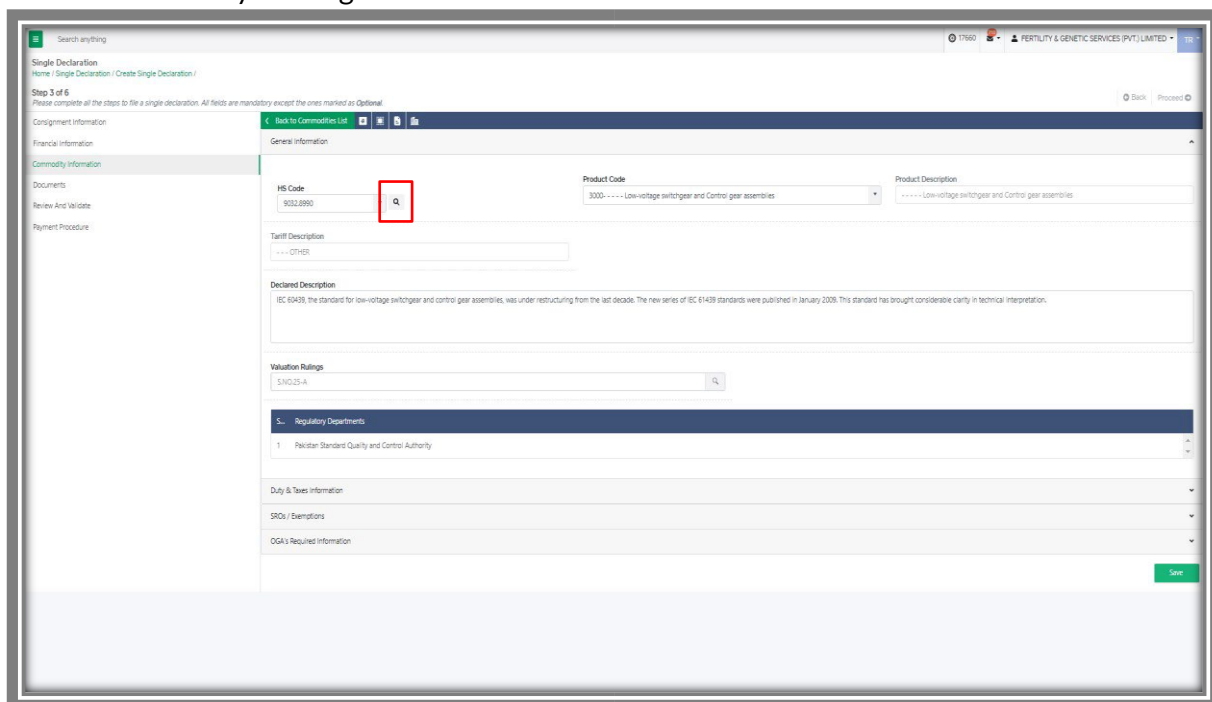 Search anything
17660
FERTILITY & GENETIC SERVICES (PVT.) LIMITED
TR
Single Declaration
Home / Single Declaration / Create Single Declaration /
Step 3 of 6
Please complete all the steps to file a single declaration. All fields are mandatory except the ones marked as Optional.
Back Proceed
Consignment Information
Financial Information
Commodity Information
Documents
Review And Validate
Payment Procedure
Back to Commodities List
General Information
HS Code
9032.8990
Product Code
3000- - - - - Low-voltage switchgear and Control gear assemblies
Product Description
- - - - - Low-voltage switchgear and Control gear assemblies
Tariff Description
- - - OTHER
Declared Description
IEC 60439, the standard for low-voltage switchgear and control gear assemblies, was under restructuring from the last decade. The new series of IEC 61439 standards were published in January 2009. This standard has brought considerable clarity in technical interpretation.
Valuation Rulings
S.NO.25-A
S... Regulatory Departments
1 Pakistan Standard Quality and Control Authority
Duty & Taxes Information
SROs / Exemptions
OGA's Required Information
Save